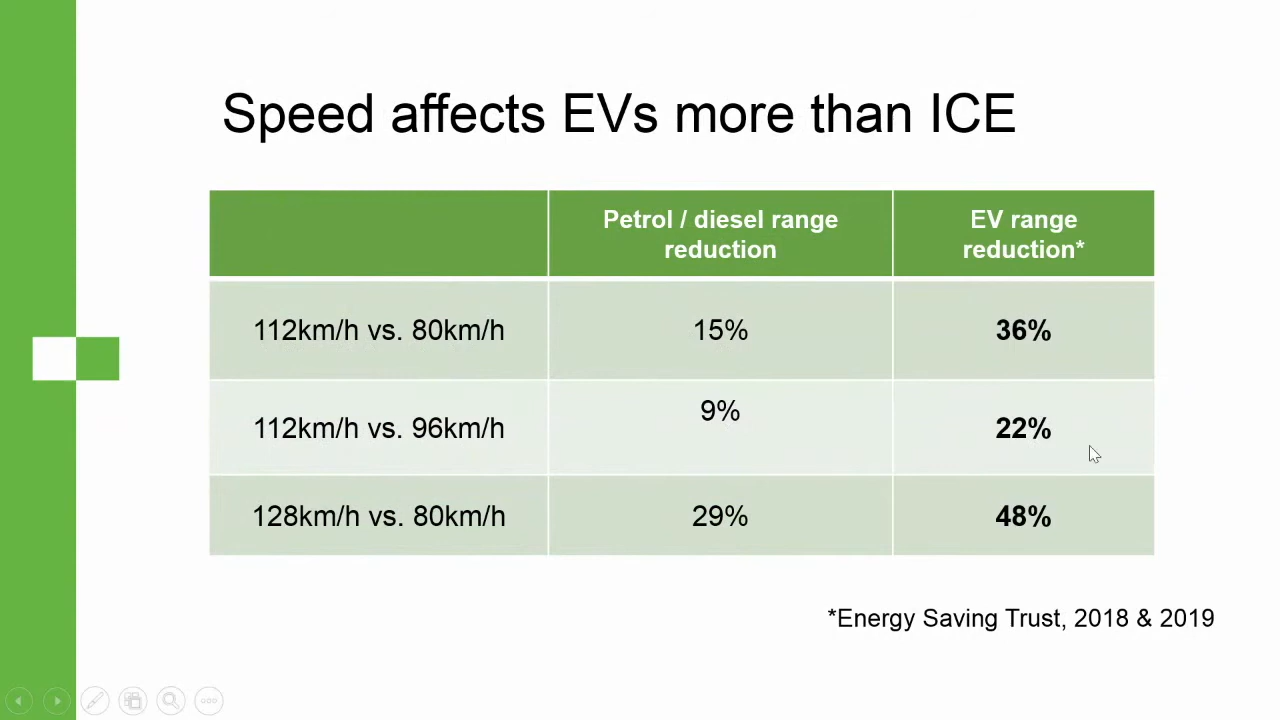 Speed affects EVs more than ICE
Petrol / diesel range
reduction
EV range
reduction*
112km/h vs. 80km/h
15%
36%
112km/h vs. 96km/h
9%
22%
128km/h vs. 80km/h
29%
48%
*Energy Saving Trust, 2018 & 2019